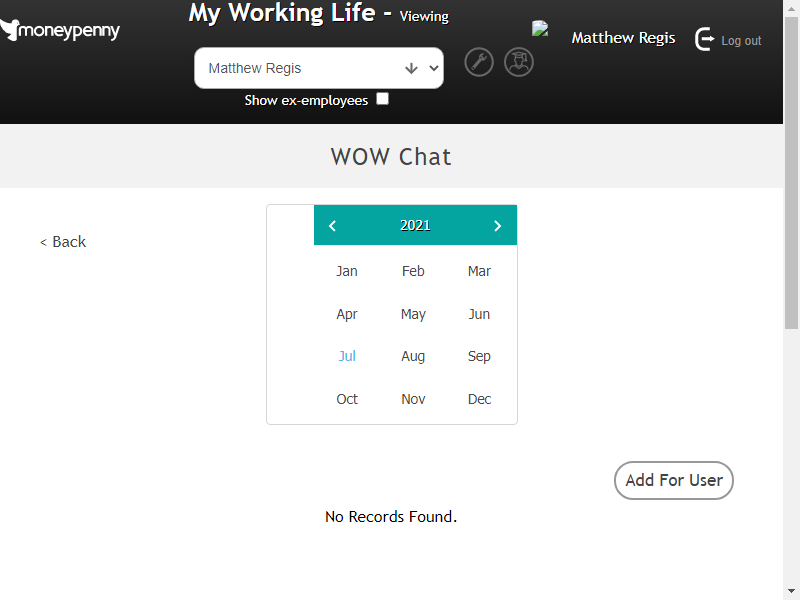 moneypenny
My Working Life - Viewing
Matthew Regis
Log out
Matthew Regis
Show ex-employees
WOW Chat
< Back
2021
Jan Feb Mar
Apr May Jun
Jul Aug Sep
Oct Nov Dec
Add For User
No Records Found.